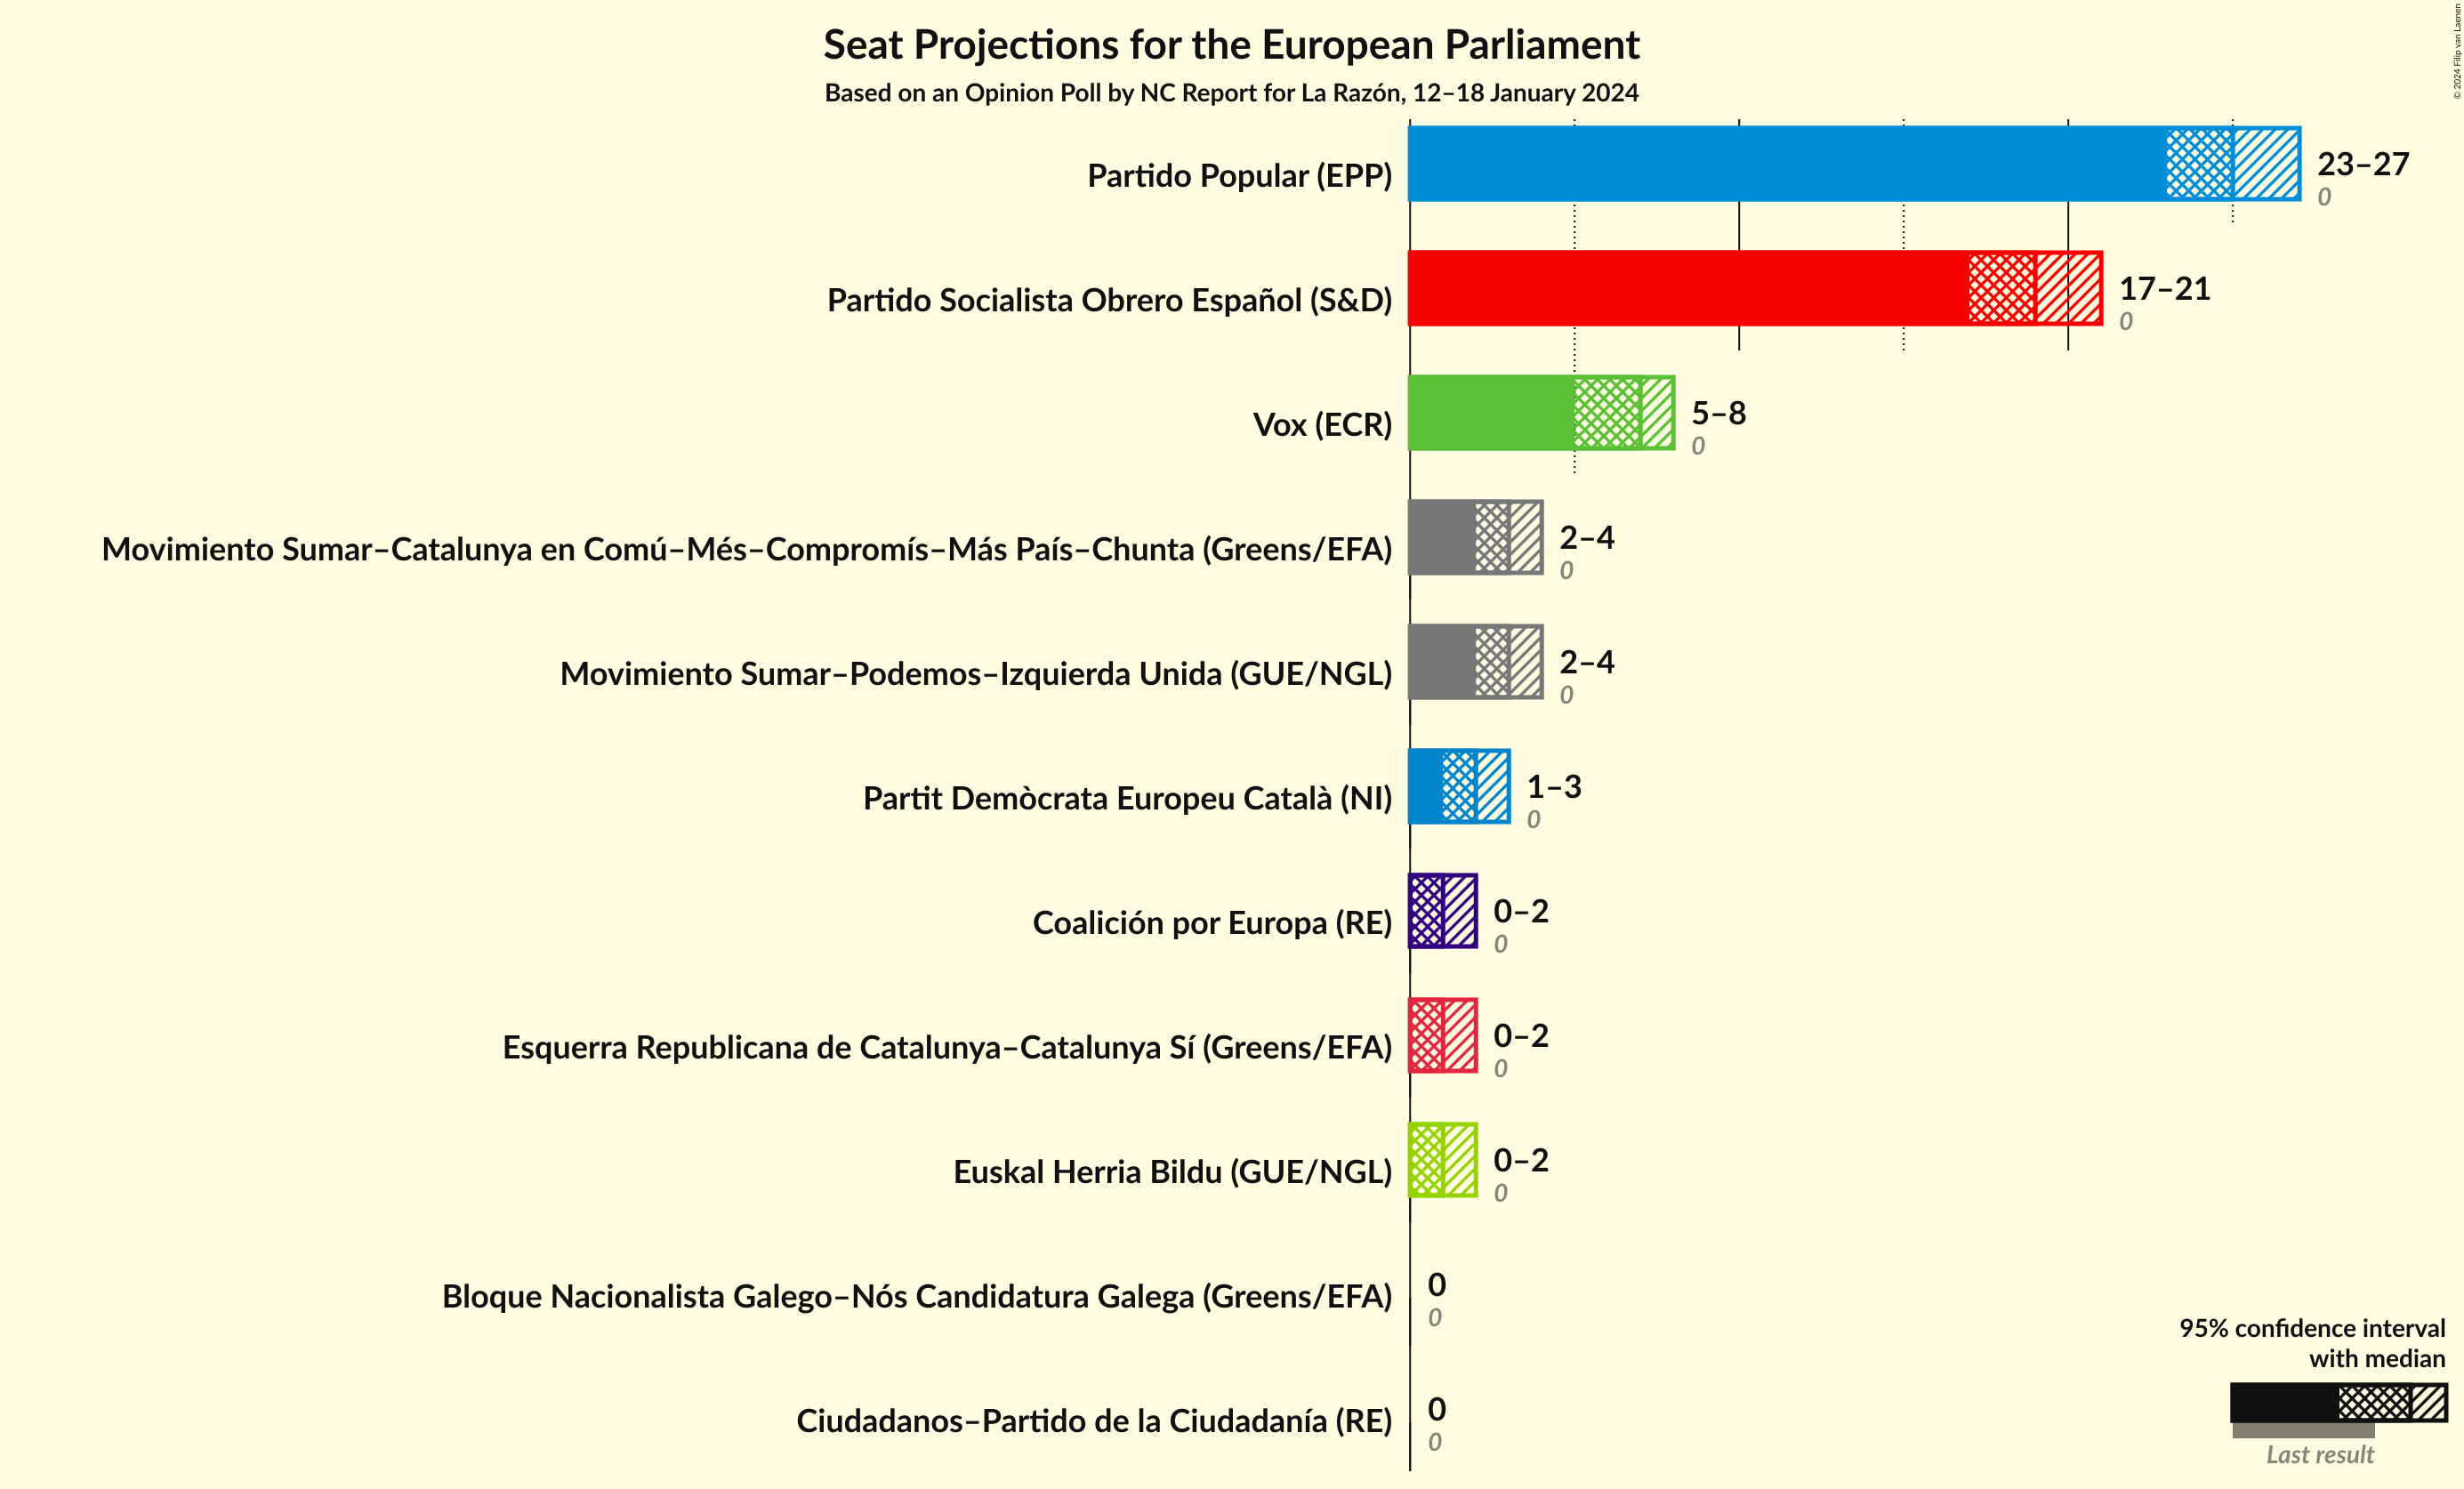 Seat Projections for the European Parliament
Based on an Opinion Poll by NC Report for La Razón, 12–18 January 2024
© 2024 Filip van Laenen
Partido Popular (EPP)
23–27
0
Partido Socialista Obrero Español (S&D)
17–21
0
Vox (ECR)
5–8
0
Movimiento Sumar–Catalunya en Comú–Més–Compromís–Más País–Chunta (Greens/EFA)
2–4
0
Movimiento Sumar–Podemos–Izquierda Unida (GUE/NGL)
2–4
0
Partit Demòcrata Europeu Català (NI)
1–3
0
Coalición por Europa (RE)
0–2
0
Esquerra Republicana de Catalunya–Catalunya Sí (Greens/EFA)
0–2
0
Euskal Herria Bildu (GUE/NGL)
0–2
0
Bloque Nacionalista Galego–Nós Candidatura Galega (Greens/EFA)
0
0
Ciudadanos–Partido de la Ciudadanía (RE)
0
0
95% confidence interval
with median
Last result